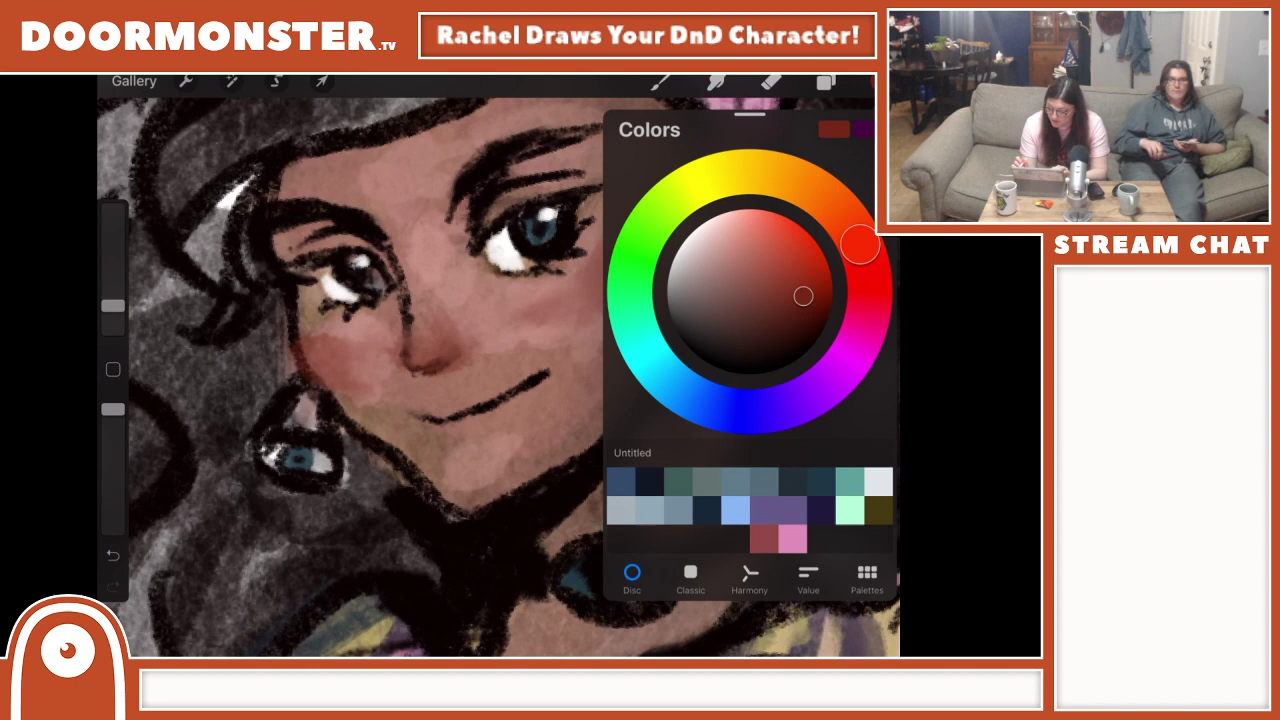 DOORMONSTER.TV
Rachel Draws Your DnD Character!
Gallery
Colors
STREAM CHAT
Untitled
Disc
Classic
Harmony
Value
Palettes